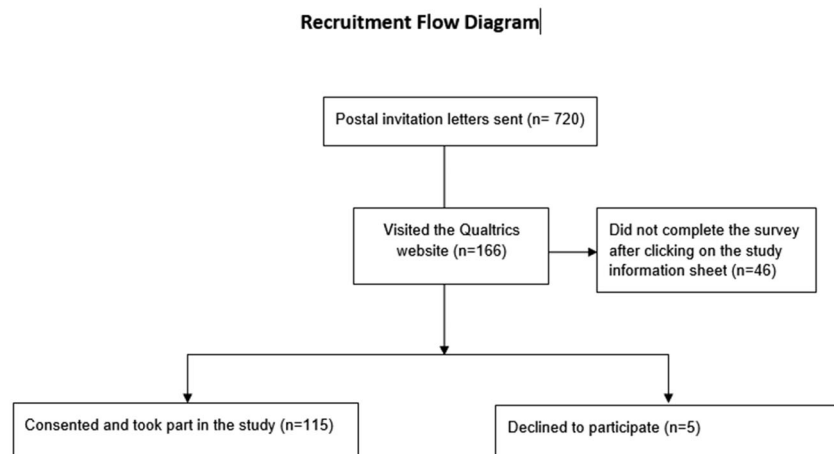 Recruitment Flow Diagram
Postal invitation letters sent (n= 720)
Visited the Qualtrics
website (n=166)
Did not complete the survey
after clicking on the study
information sheet (n=46)
Consented and took part in the study (n=115)
Declined to participate (n=5)